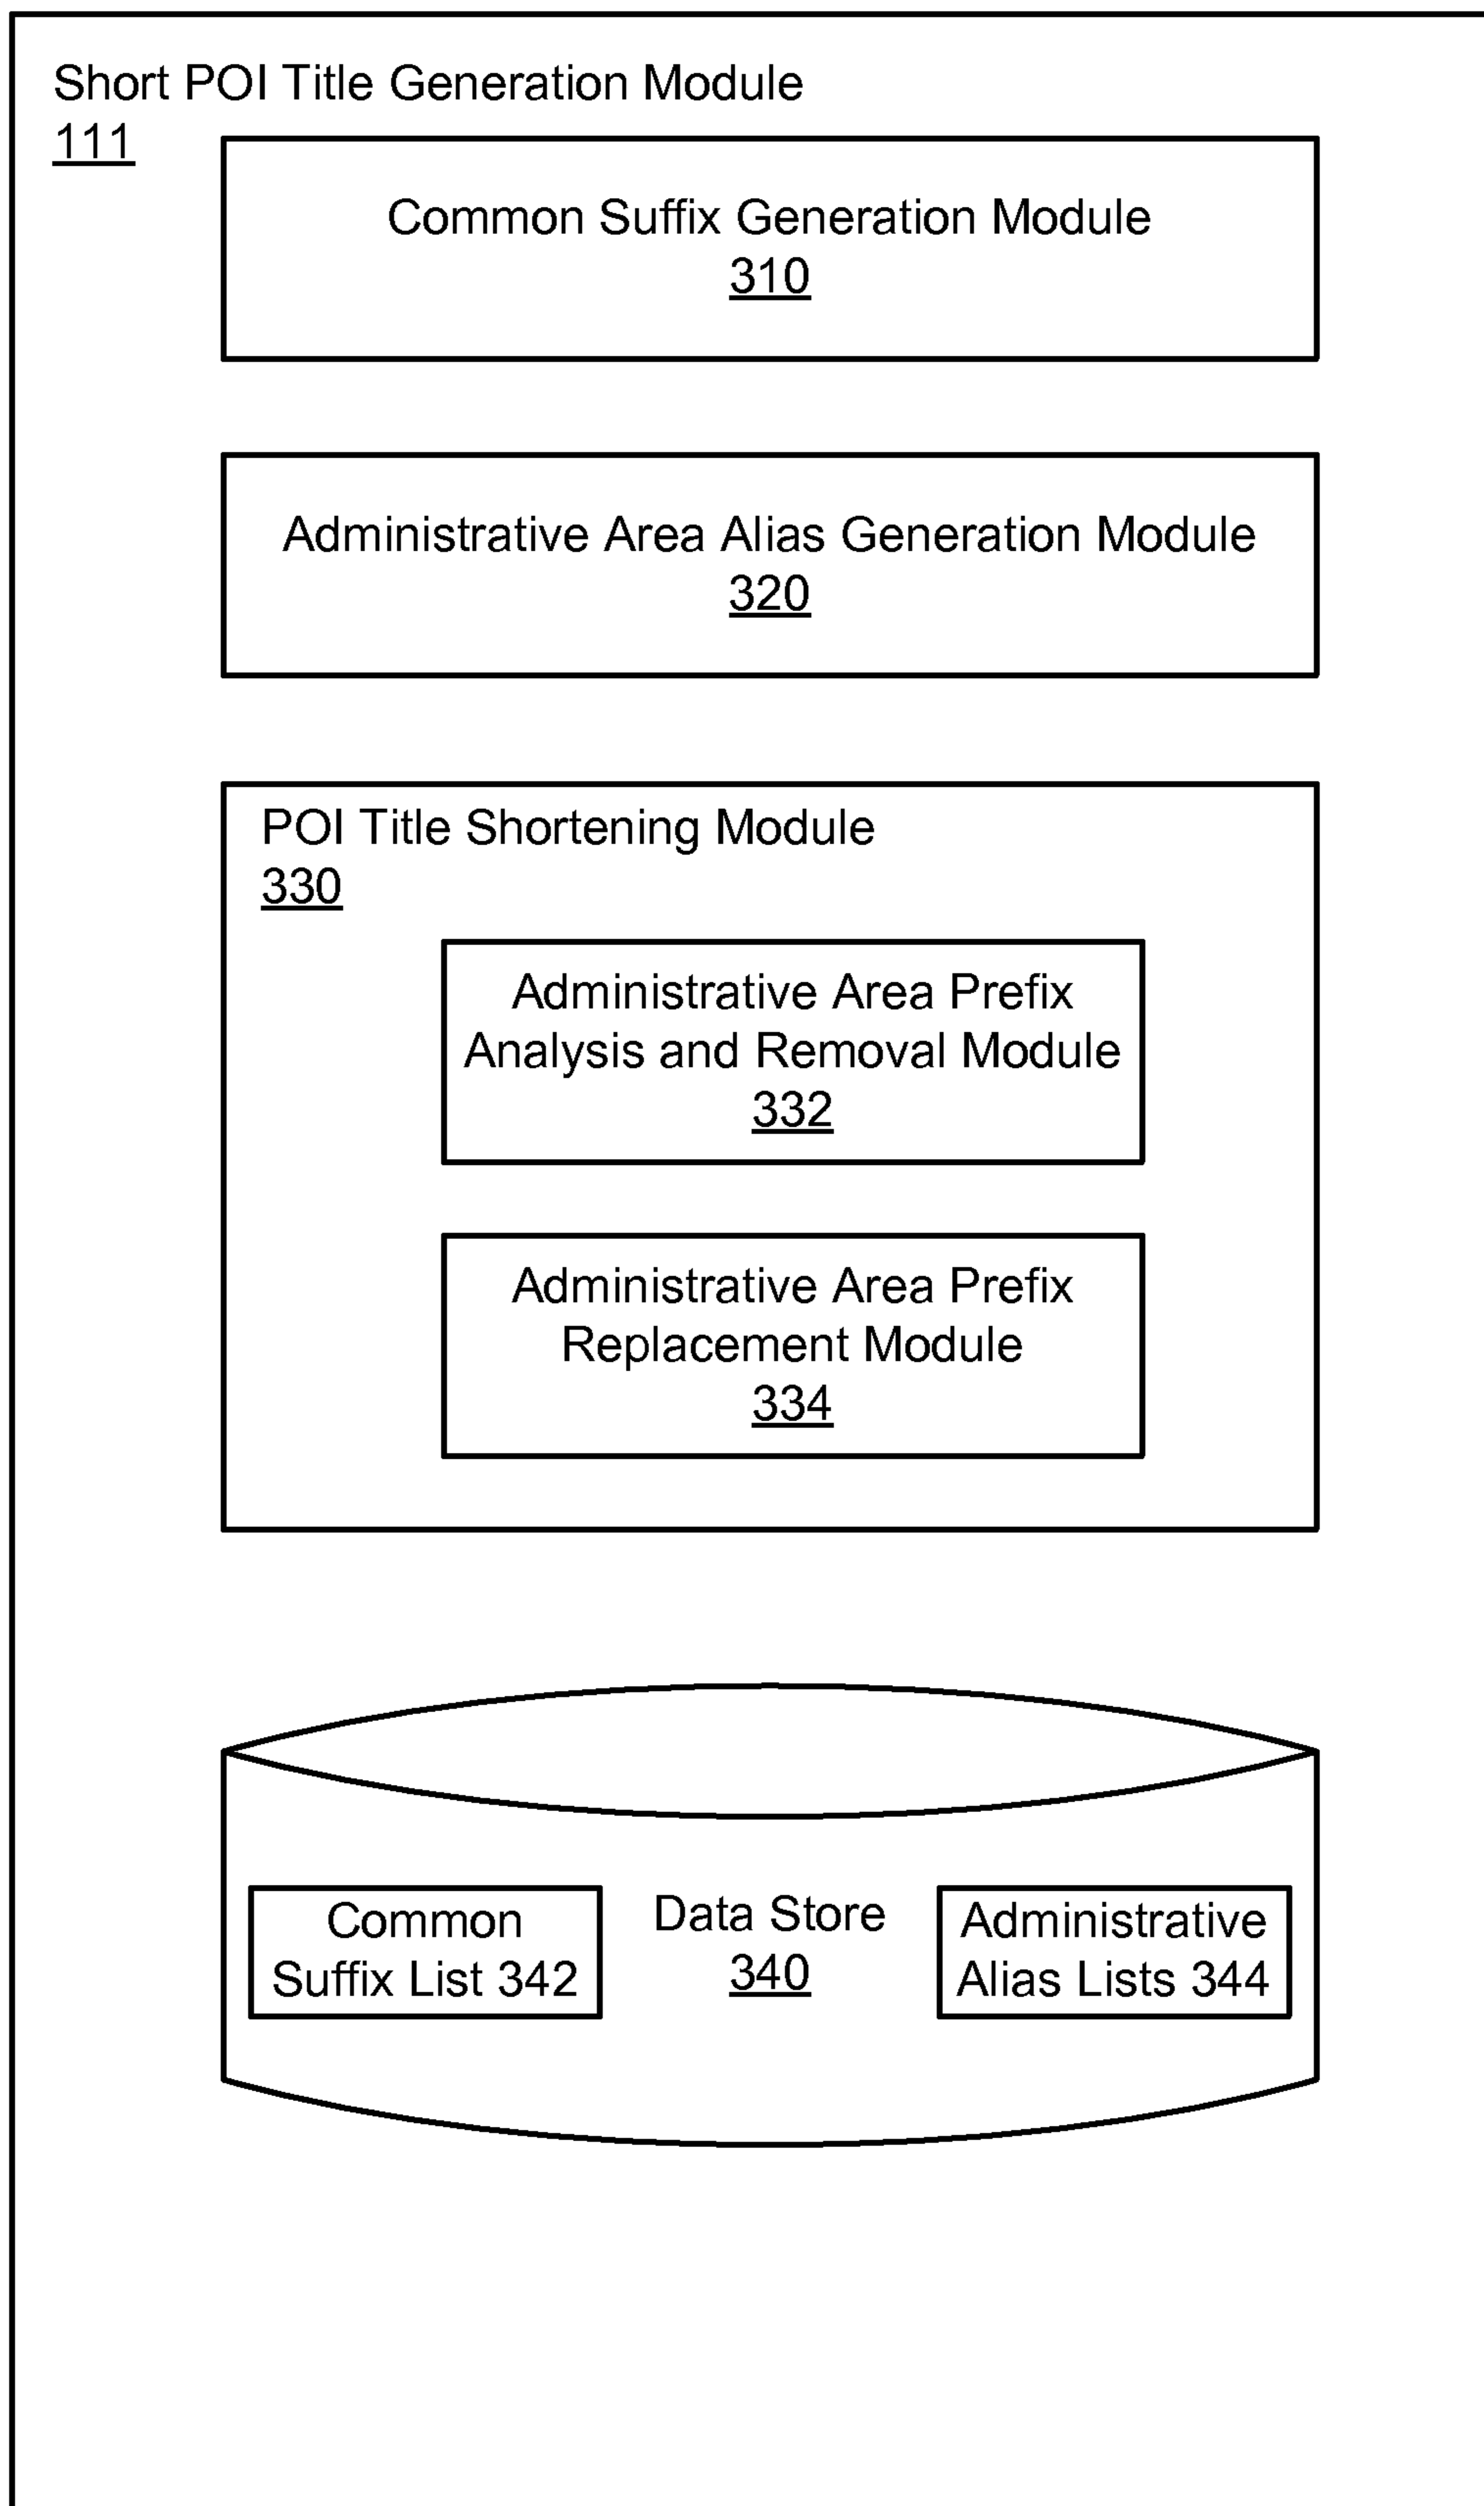 Short POI Title Generation Module
111
Common Suffix Generation Module
310
Administrative Area Alias Generation Module
320
POI Title Shortening Module
330
Administrative Area Prefix
Analysis and Removal Module
332
Administrative Area Prefix
Replacement Module
334
Common
Suffix List 342
Data Store
340
Administrative
Alias Lists 344